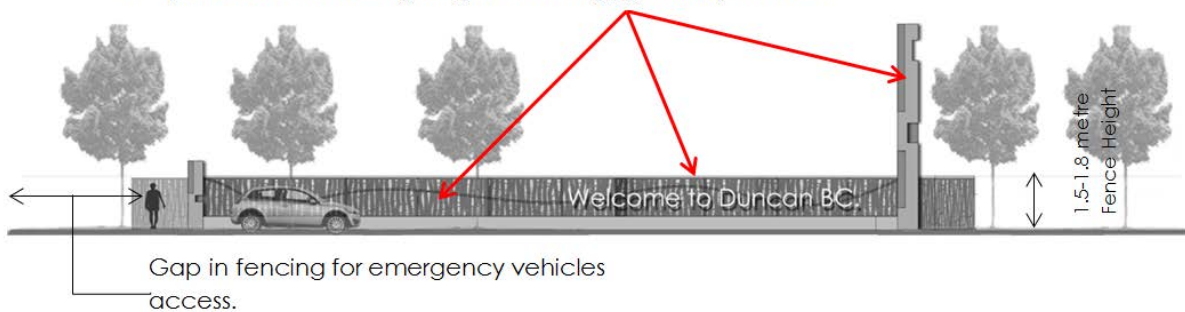 Welcome to Duncan BC.
1.5-1.8 metre
Fence Height
Gap in fencing for emergency vehicles
access.